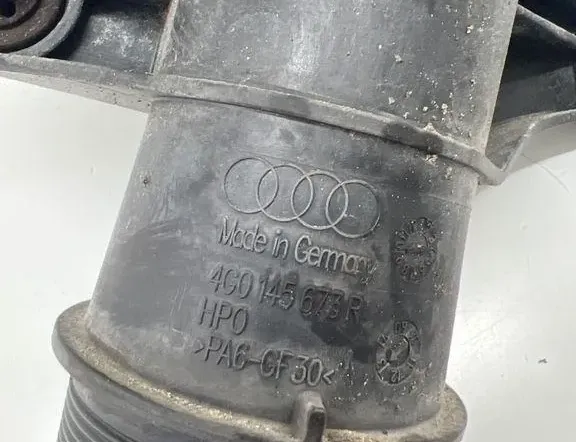 Made in Germany
4G0 145 673 R
HPO
>PA6-GF30<